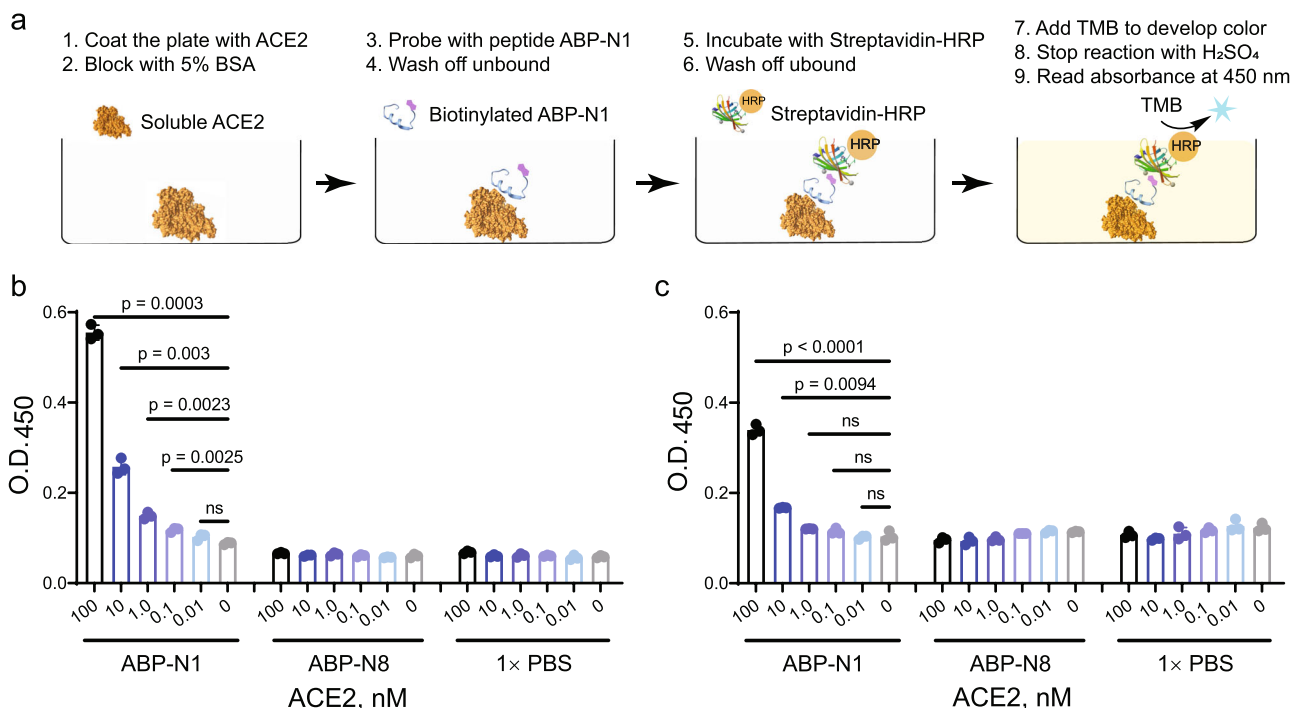 a
1. Coat the plate with ACE2
2. Block with 5% BSA
3. Probe with peptide ABP-N1
4. Wash off unbound
5. Incubate with Streptavidin-HRP
6. Wash off ubound
7. Add TMB to develop color
8. Stop reaction with H₂SO₄
9. Read absorbance at 450 nm
Soluble ACE2
Biotinylated ABP-N1
HRP
Streptavidin-HRP
HRP
TMB
HRP
b
O.D.450
0.6
0.4
0.2
0.0
p = 0.0003
p = 0.003
p = 0.0023
p = 0.0025
ns
100 10 1.0 0.1 0.01 0
100 10 1.0 0.1 0.01 0
100 10 1.0 0.1 0.01 0
ABP-N1 ABP-N8 1× PBS
ACE2, nM
c
O.D.450
0.6
0.4
0.2
0.0
p < 0.0001
p = 0.0094
ns
ns
ns
100 10 1.0 0.1 0.01 0
100 10 1.0 0.1 0.01 0
100 10 1.0 0.1 0.01 0
ABP-N1 ABP-N8 1× PBS
ACE2, nM